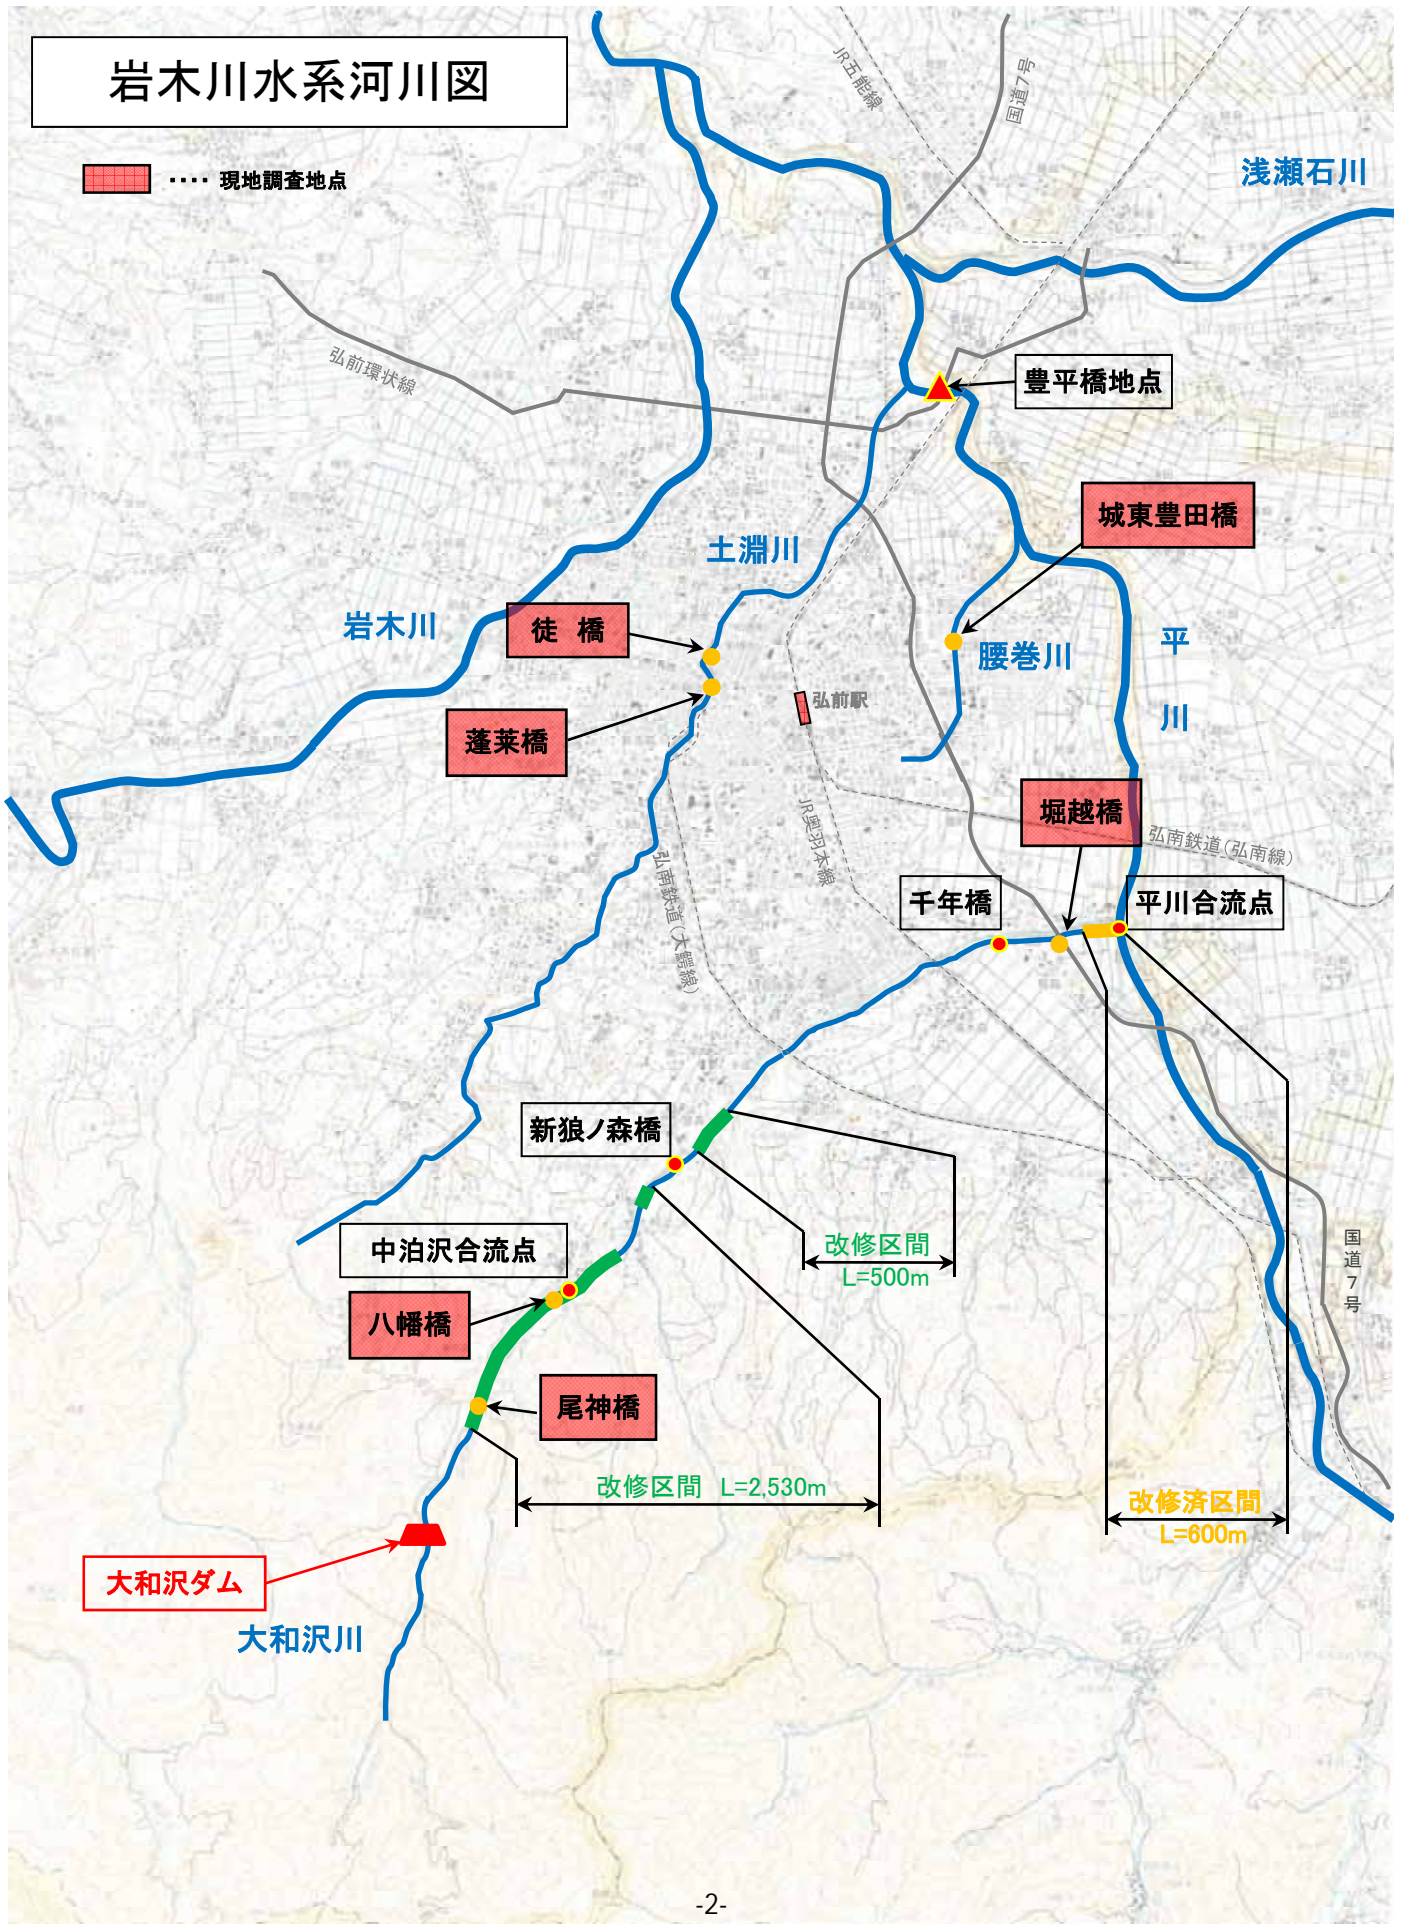 岩木川水系河川図
‥‥ 現地調査地点
JR五能線
国道7号
浅瀬石川
弘前環状線
豊平橋地点
城東豊田橋
土淵川
岩木川
徒　橋
腰巻川
平
川
弘前駅
蓬莱橋
堀越橋
JR奥羽本線
弘南鉄道（弘南線）
弘南鉄道（大鰐線）
千年橋
平川合流点
新狼ノ森橋
中泊沢合流点
改修区間
L=500m
国
道
7
号
八幡橋
尾神橋
改修区間　L=2,530m
改修済区間
L=600m
大和沢ダム
大和沢川
-2-